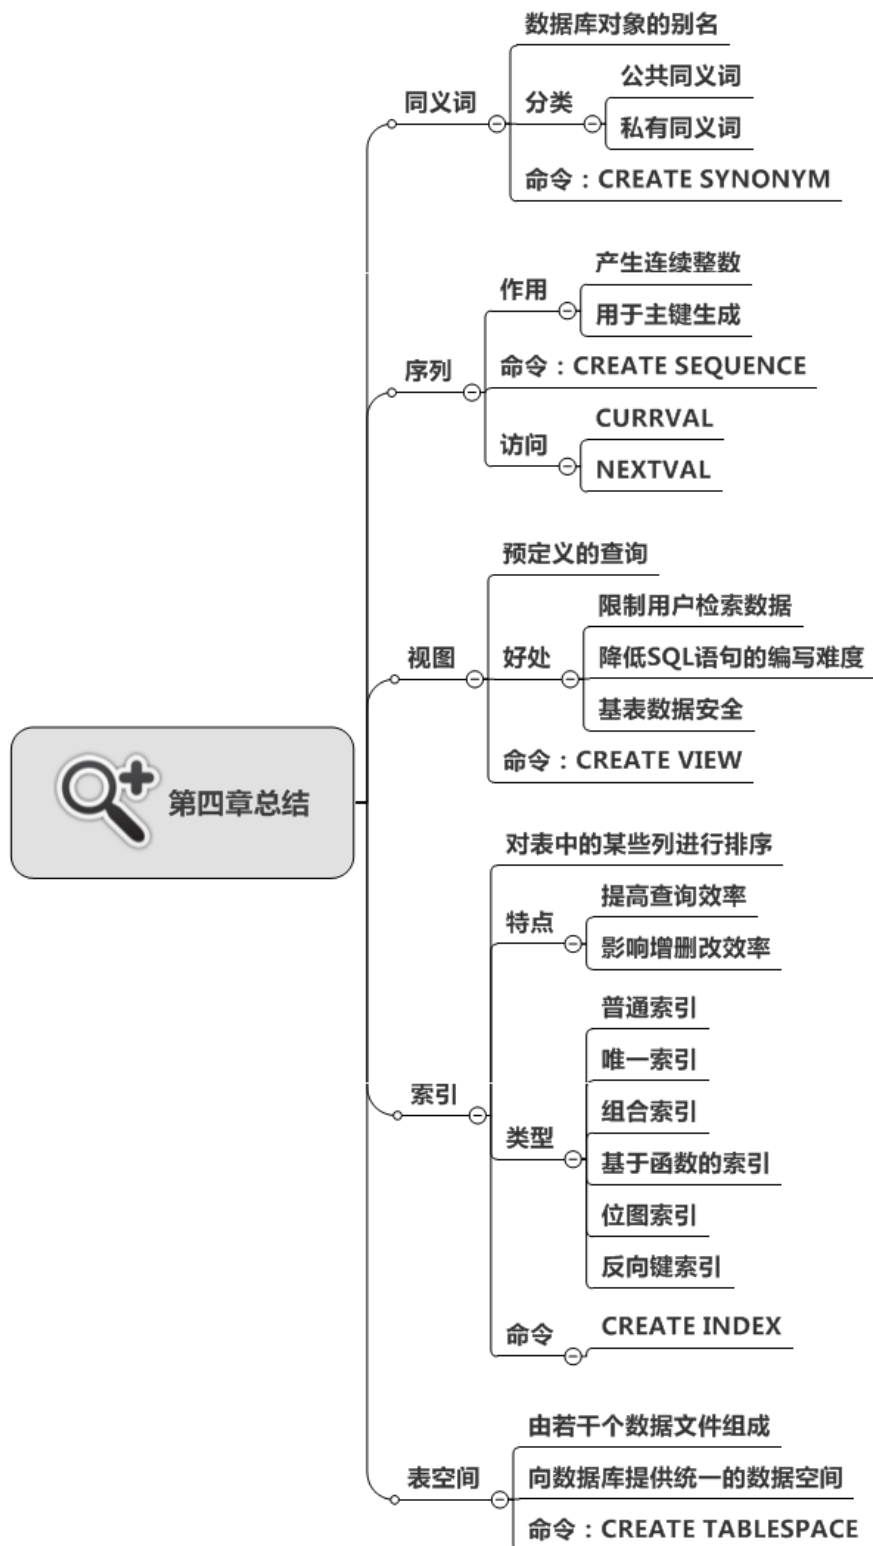 第四章总结
同义词
数据库对象的别名
分类
公共同义词
私有同义词
命令：CREATE SYNONYM
序列
作用
产生连续整数
用于主键生成
命令：CREATE SEQUENCE
访问
CURRVAL
NEXTVAL
视图
预定义的查询
好处
限制用户检索数据
降低SQL语句的编写难度
基表数据安全
命令：CREATE VIEW
索引
对表中的某些列进行排序
特点
提高查询效率
影响增删改效率
类型
普通索引
唯一索引
组合索引
基于函数的索引
位图索引
反向键索引
命令
CREATE INDEX
表空间
由若干个数据文件组成
向数据库提供统一的数据空间
命令：CREATE TABLESPACE